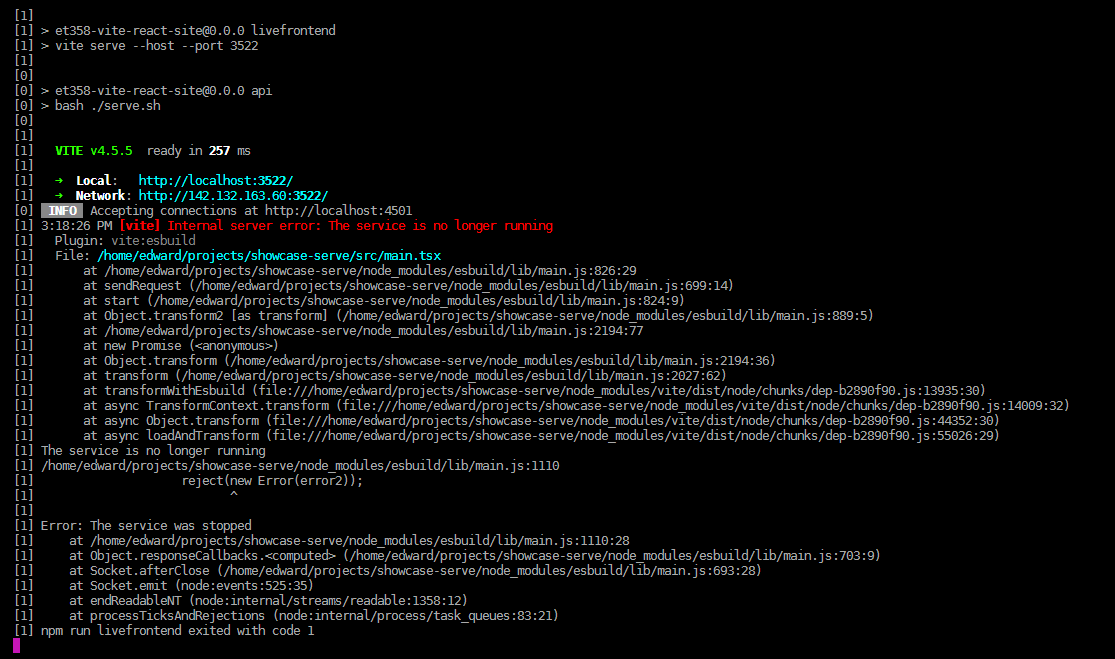 [1]
[1] > et358-vite-react-site@0.0.0 livefrontend
[1] > vite serve --host --port 3522
[1]
[0]
[0] > et358-vite-react-site@0.0.0 api
[0] > bash ./serve.sh
[0]
[1]
[1]   VITE v4.5.5  ready in 257 ms
[1]
[1]   ➜  Local:   http://localhost:3522/
[1]   ➜  Network: http://142.132.163.60:3522/
[0]  INFO  Accepting connections at http://localhost:4501
[1] 3:18:26 PM [vite] Internal server error: The service is no longer running
[1]   Plugin: vite:esbuild
[1]   File: /home/edward/projects/showcase-serve/src/main.tsx
[1]       at /home/edward/projects/showcase-serve/node_modules/esbuild/lib/main.js:826:29
[1]       at sendRequest (/home/edward/projects/showcase-serve/node_modules/esbuild/lib/main.js:699:14)
[1]       at start (/home/edward/projects/showcase-serve/node_modules/esbuild/lib/main.js:824:9)
[1]       at Object.transform2 [as transform] (/home/edward/projects/showcase-serve/node_modules/esbuild/lib/main.js:889:5)
[1]       at /home/edward/projects/showcase-serve/node_modules/esbuild/lib/main.js:2194:77
[1]       at new Promise (<anonymous>)
[1]       at Object.transform (/home/edward/projects/showcase-serve/node_modules/esbuild/lib/main.js:2194:36)
[1]       at transform (/home/edward/projects/showcase-serve/node_modules/esbuild/lib/main.js:2027:62)
[1]       at transformWithEsbuild (file:///home/edward/projects/showcase-serve/node_modules/vite/dist/node/chunks/dep-b2890f90.js:13935:30)
[1]       at async TransformContext.transform (file:///home/edward/projects/showcase-serve/node_modules/vite/dist/node/chunks/dep-b2890f90.js:14009:32)
[1]       at async Object.transform (file:///home/edward/projects/showcase-serve/node_modules/vite/dist/node/chunks/dep-b2890f90.js:44352:30)
[1]       at async loadAndTransform (file:///home/edward/projects/showcase-serve/node_modules/vite/dist/node/chunks/dep-b2890f90.js:55026:29)
[1] The service is no longer running
[1] /home/edward/projects/showcase-serve/node_modules/esbuild/lib/main.js:1110
[1]                     reject(new Error(error2));
[1]                            ^
[1]
[1] Error: The service was stopped
[1]     at /home/edward/projects/showcase-serve/node_modules/esbuild/lib/main.js:1110:28
[1]     at Object.responseCallbacks.<computed> (/home/edward/projects/showcase-serve/node_modules/esbuild/lib/main.js:703:9)
[1]     at Socket.afterClose (/home/edward/projects/showcase-serve/node_modules/esbuild/lib/main.js:693:28)
[1]     at Socket.emit (node:events:525:35)
[1]     at endReadableNT (node:internal/streams/readable:1358:12)
[1]     at processTicksAndRejections (node:internal/process/task_queues:83:21)
[1] npm run livefrontend exited with code 1